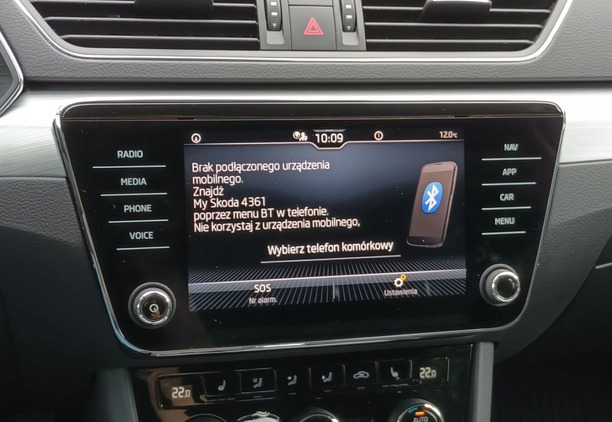 10:09
12.0°C
RADIO
MEDIA
PHONE
VOICE
NAV
APP
CAR
MENU
Brak podłączonego urządzenia
mobilnego.
Znajdź
My Skoda 4361
poprzez menu BT w telefonie.
Nie korzystaj z urządzenia mobilnego,
Wybierz telefon komórkowy
SOS
Nr alarm.
Ustawienia
22.0
22.0
AUTO